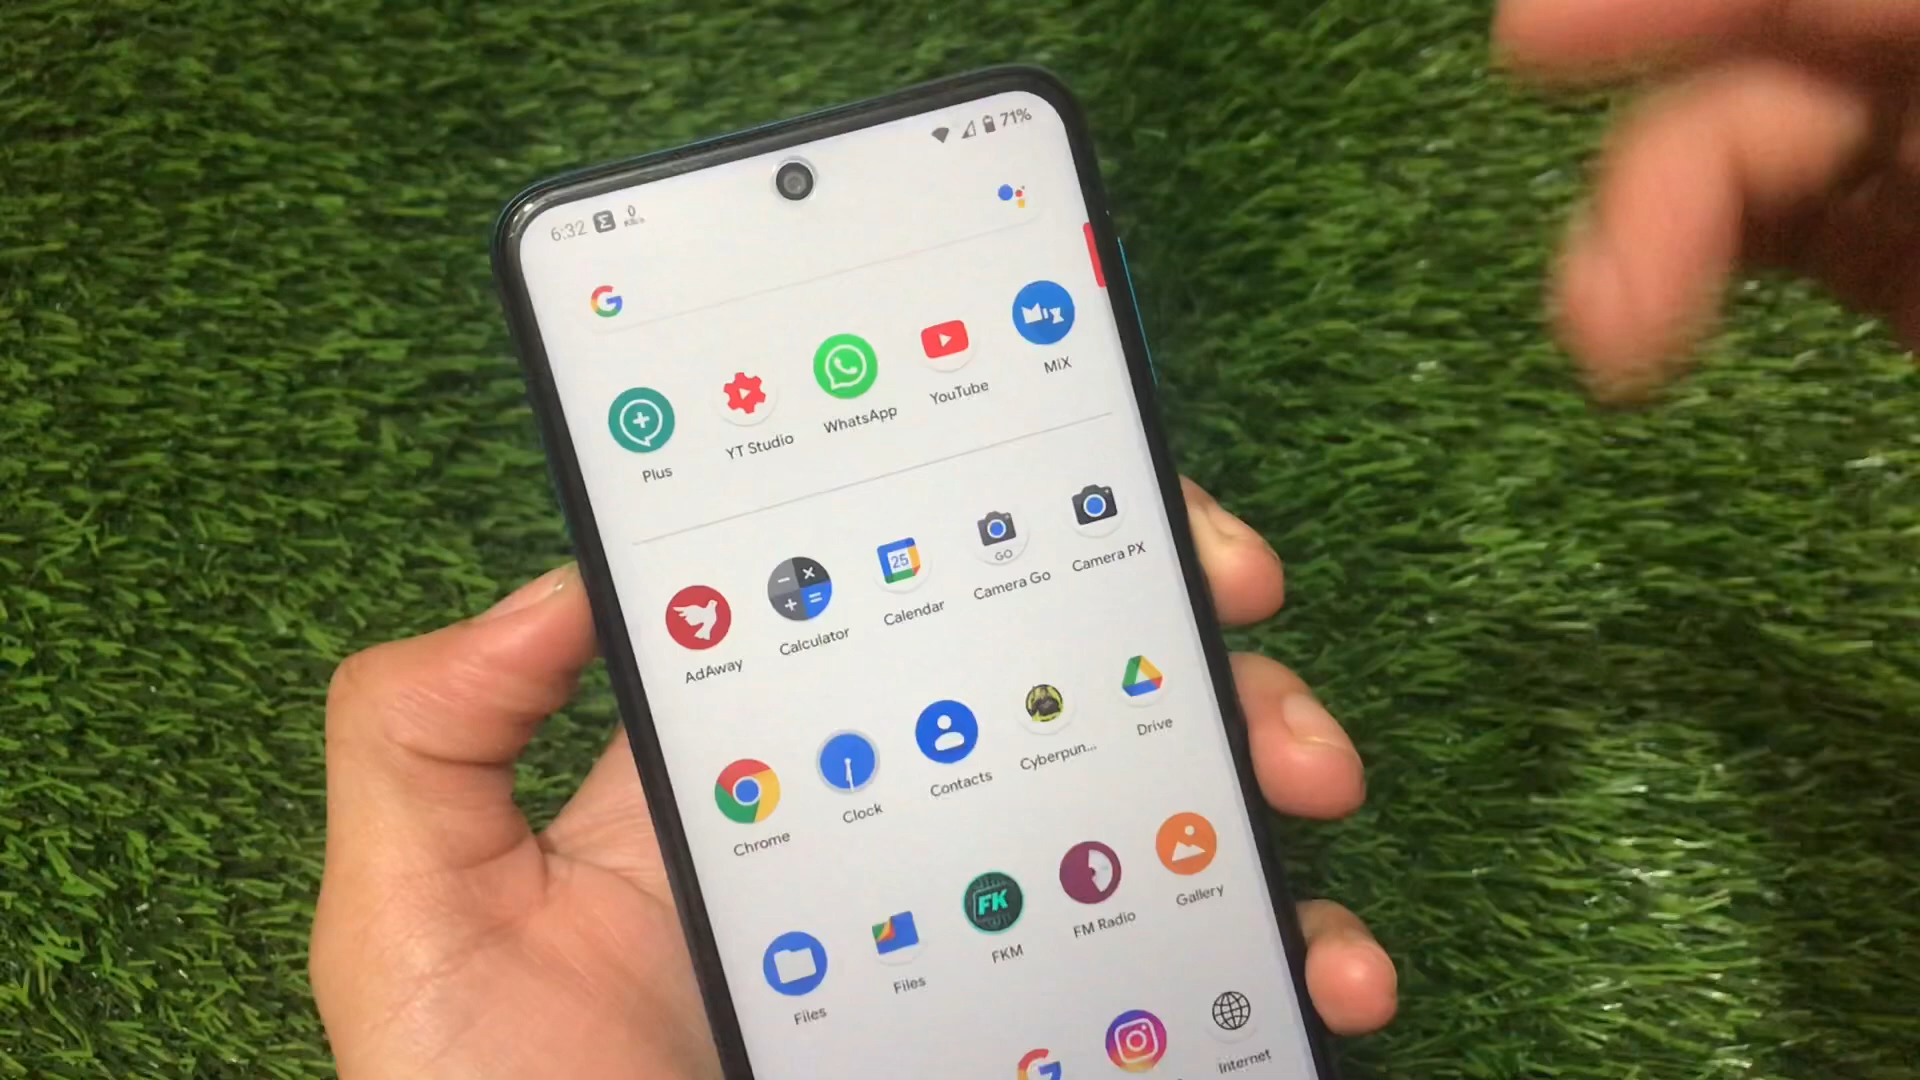 6:32 0 71%
Plus YT Studio WhatsApp YouTube MiX
25 GO
AdAway Calculator Calendar Camera Go Camera PX
Chrome Clock Contacts Cyberpun... Drive
FK
Files Files FKM FM Radio Gallery
Internet